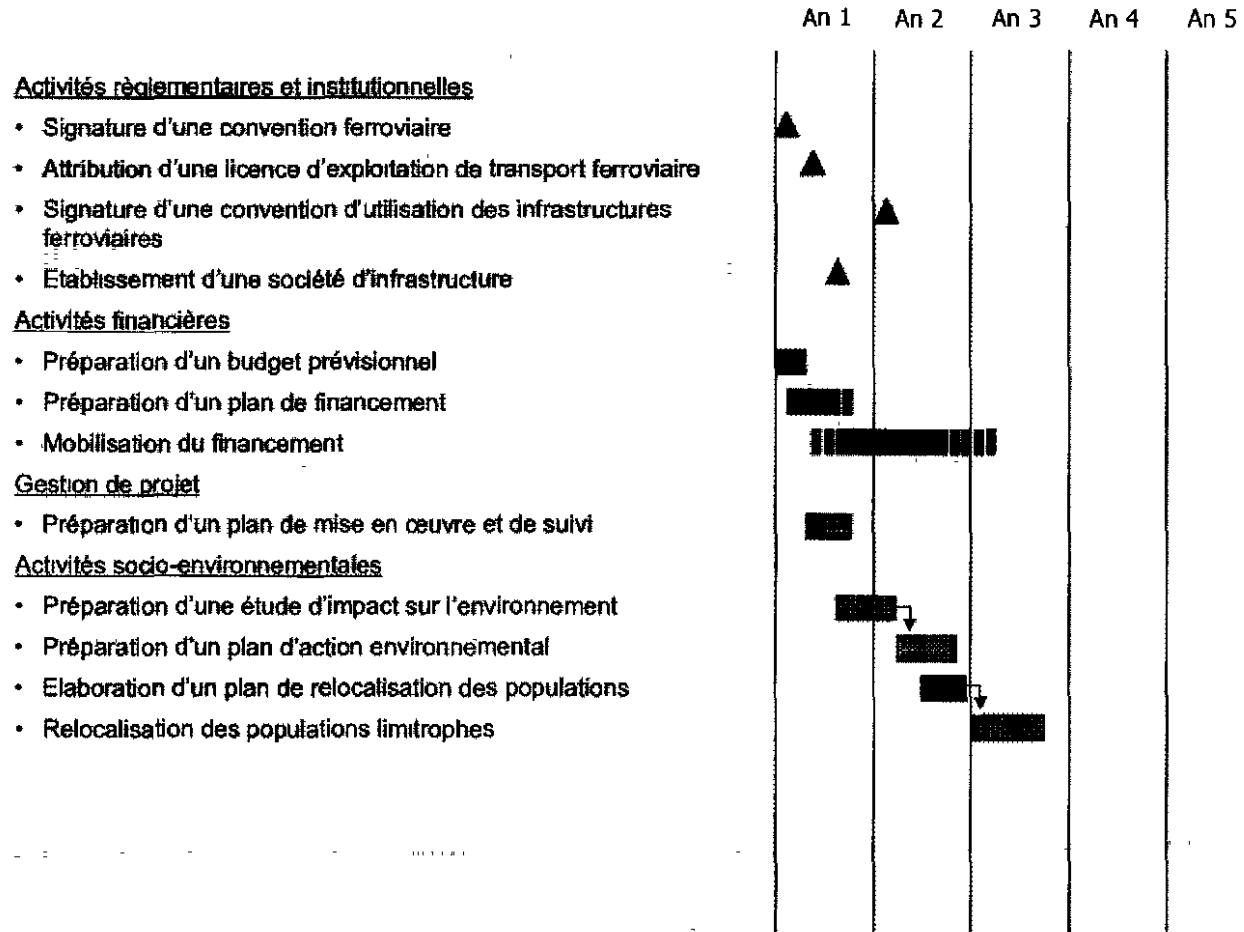 An 1 An 2 An 3 An 4 An 5
Activités règlementaires et institutionnelles
• Signature d'une convention ferroviaire
• Attribution d'une licence d'exploitation de transport ferroviaire
• Signature d'une convention d'utilisation des infrastructures
ferroviaires
• Etablissement d'une société d'infrastructure
Activités financières
• Préparation d'un budget prévisionnel
• Préparation d'un plan de financement
• Mobilisation du financement
Gestion de projet
• Préparation d'un plan de mise en œuvre et de suivi
Activités socio-environnementales
• Préparation d'une étude d'impact sur l'environnement
• Préparation d'un plan d'action environnemental
• Elaboration d'un plan de relocalisation des populations
• Relocalisation des populations limitrophes